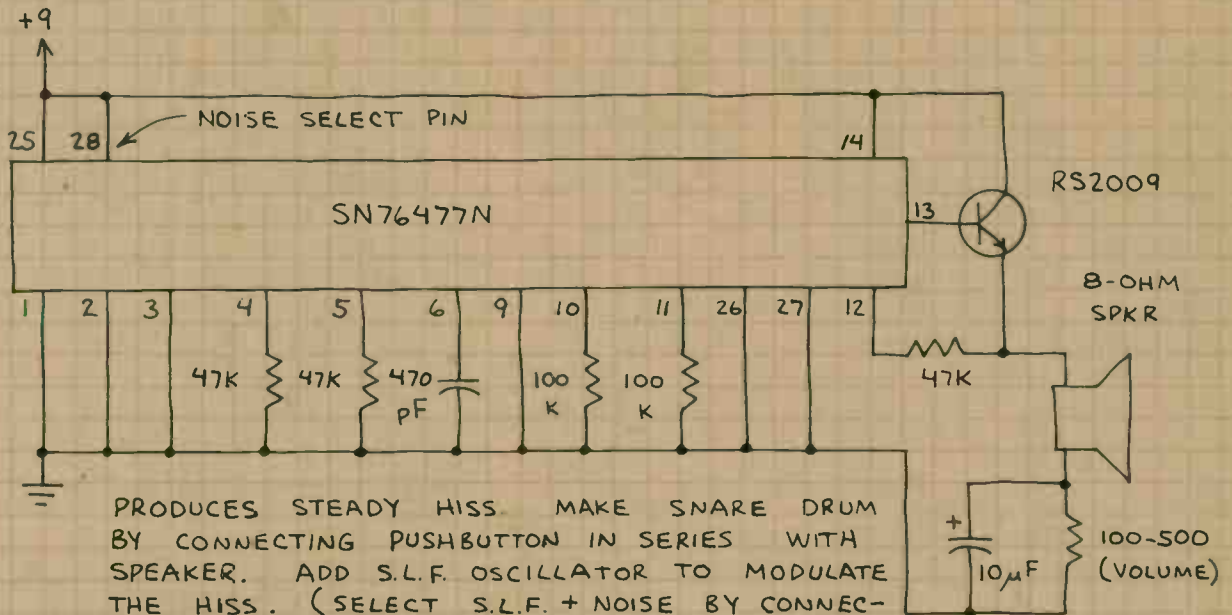 +9
NOISE SELECT PIN
25 28 14
RS2009
SN76477N
13
8-OHM
SPKR
1 2 3 4 5 6 9 10 11 26 27 12
47K 47K 470 pF 100 K 100 K 47K
PRODUCES STEADY HISS. MAKE SNARE DRUM
BY CONNECTING PUSHBUTTON IN SERIES WITH
SPEAKER. ADD S.L.F. OSCILLATOR TO MODULATE
THE HISS. (SELECT S.L.F. + NOISE BY CONNEC-
+
10µF
100-500
(VOLUME)